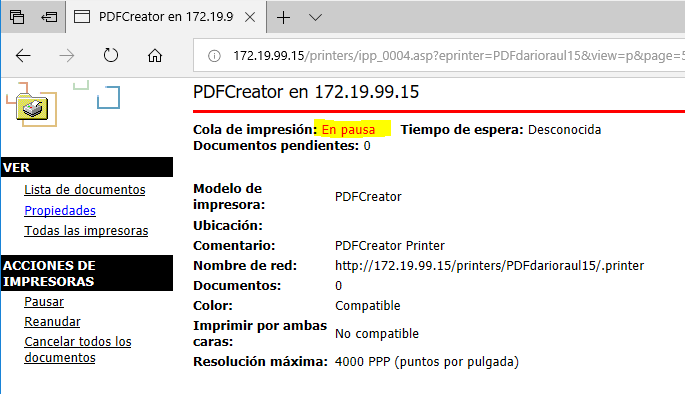 PDFCreator en 172.19.9
172.19.99.15/printers/ipp_0004.asp?eprinter=PDFdarioraul15&view=p&page=5
PDFCreator en 172.19.99.15
Cola de impresión: En pausa Tiempo de espera: Desconocida
Documentos pendientes: 0
VER
Lista de documentos
Propiedades
Todas las impresoras
ACCIONES DE
IMPRESORAS
Pausar
Reanudar
Cancelar todos los
documentos
Modelo de
impresora: PDFCreator
Ubicación:
Comentario: PDFCreator Printer
Nombre de red: http://172.19.99.15/printers/PDFdarioraul15/.printer
Documentos: 0
Color: Compatible
Imprimir por ambas
caras: No compatible
Resolución máxima: 4000 PPP (puntos por pulgada)